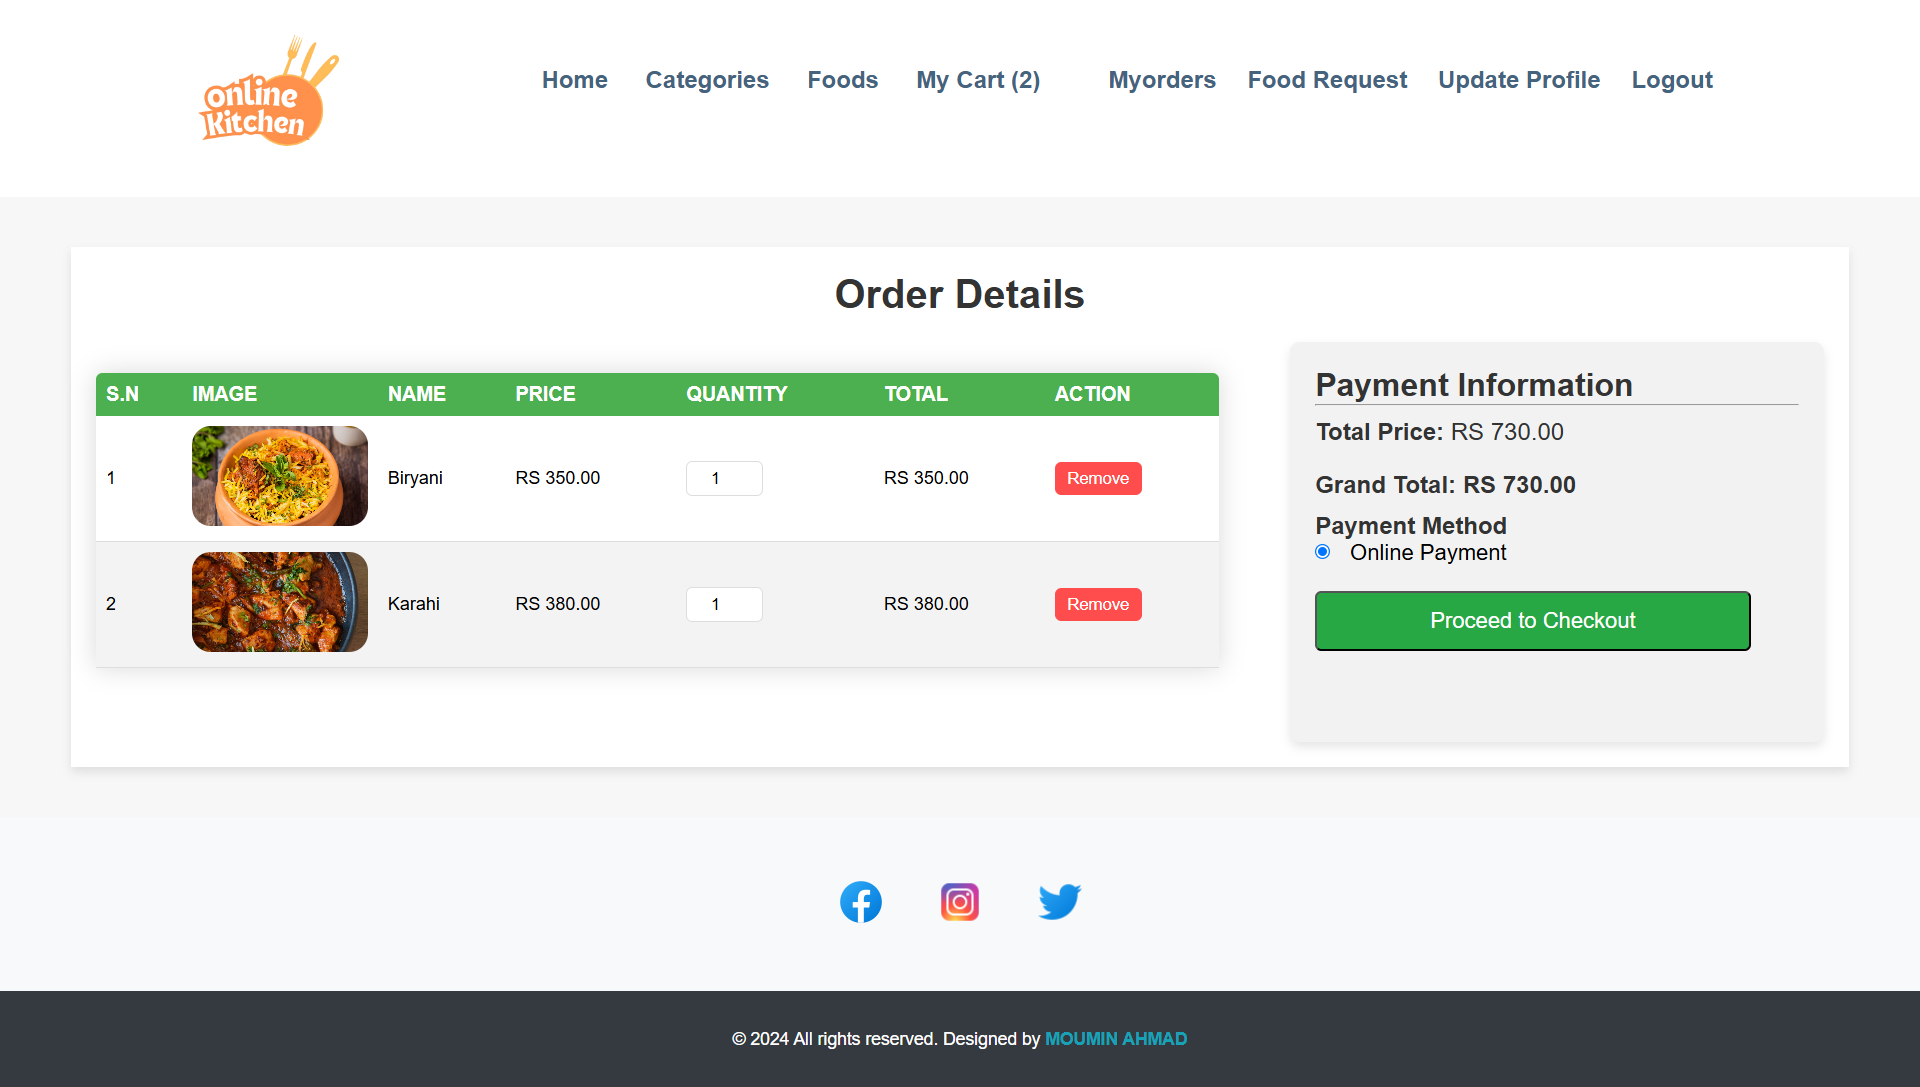 online
Kitchen
Home Categories Foods My Cart (2) Myorders Food Request Update Profile Logout
Order Details
S.N IMAGE NAME PRICE QUANTITY TOTAL ACTION
1 Biryani RS 350.00 1 RS 350.00 Remove
2 Karahi RS 380.00 1 RS 380.00 Remove
Payment Information
Total Price: RS 730.00
Grand Total: RS 730.00
Payment Method
Online Payment
Proceed to Checkout
© 2024 All rights reserved. Designed by MOUMIN AHMAD